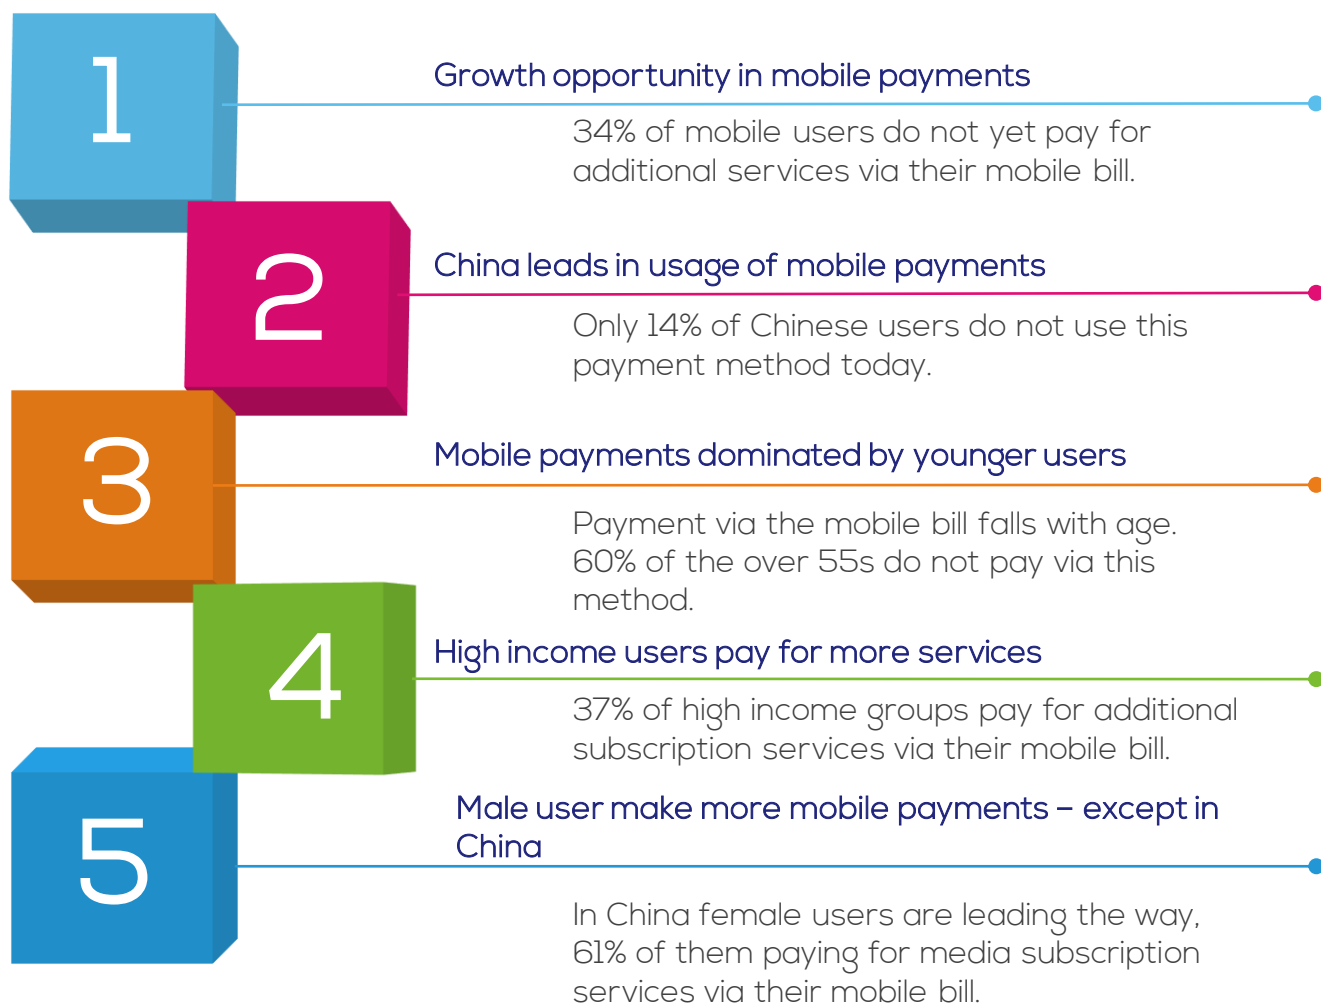 1
Growth opportunity in mobile payments
34% of mobile users do not yet pay for
additional services via their mobile bill.
2
China leads in usage of mobile payments
Only 14% of Chinese users do not use this
payment method today.
3
Mobile payments dominated by younger users
Payment via the mobile bill falls with age.
60% of the over 55s do not pay via this
method.
4
High income users pay for more services
37% of high income groups pay for additional
subscription services via their mobile bill.
5
Male user make more mobile payments – except in
China
In China female users are leading the way,
61% of them paying for media subscription
services via their mobile bill.